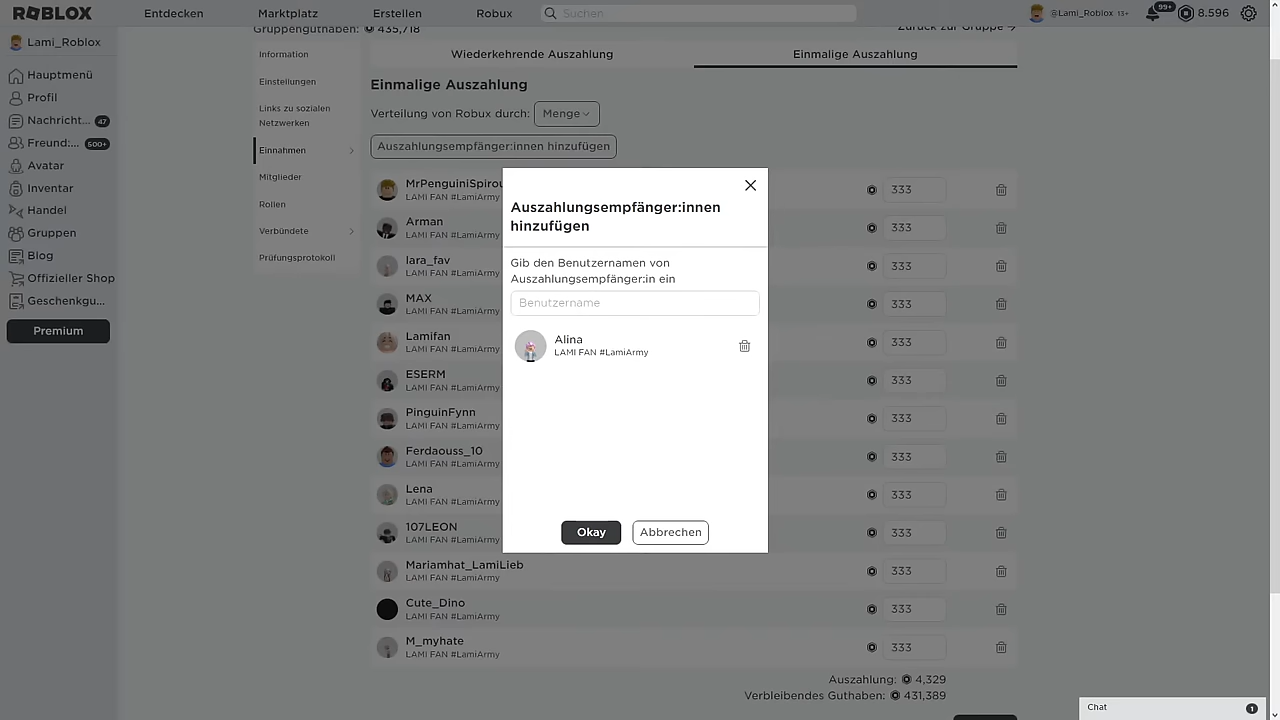 ROBLOX
Entdecken
Marktplatz
Erstellen
Robux
Suchen
@Lami_Roblox 13+
99+
8.596
Lami_Roblox
Hauptmenü
Profil
Nachricht... 47
Freund:... 500+
Avatar
Inventar
Handel
Gruppen
Blog
Offizieller Shop
Geschenkgu...
Premium
Gruppenguthaben: 435,718
Zurück zur Gruppe
Information
Einstellungen
Links zu sozialen
Netzwerken
Einnahmen
Mitglieder
Rollen
Verbündete
Prüfungsprotokoll
Wiederkehrende Auszahlung
Einmalige Auszahlung
Einmalige Auszahlung
Verteilung von Robux durch: Menge
Auszahlungsempfänger:innen hinzufügen
MrPenguiniSpirou
LAMI FAN #LamiArmy
333
Arman
LAMI FAN #LamiArmy
333
lara_fav
LAMI FAN #LamiArmy
333
MAX
LAMI FAN #LamiArmy
333
Lamifan
LAMI FAN #LamiArmy
333
ESERM
LAMI FAN #LamiArmy
333
PinguinFynn
LAMI FAN #LamiArmy
333
Ferdaouss_10
LAMI FAN #LamiArmy
333
Lena
LAMI FAN #LamiArmy
333
107LEON
LAMI FAN #LamiArmy
333
Mariamhat_LamiLieb
LAMI FAN #LamiArmy
333
Cute_Dino
LAMI FAN #LamiArmy
333
M_myhate
LAMI FAN #LamiArmy
333
Auszahlung: 4,329
Verbleibendes Guthaben: 431,389
Auszahlungsempfänger:innen
hinzufügen
Gib den Benutzernamen von
Auszahlungsempfänger:in ein
Benutzername
Alina
LAMI FAN #LamiArmy
Okay
Abbrechen
Chat
1